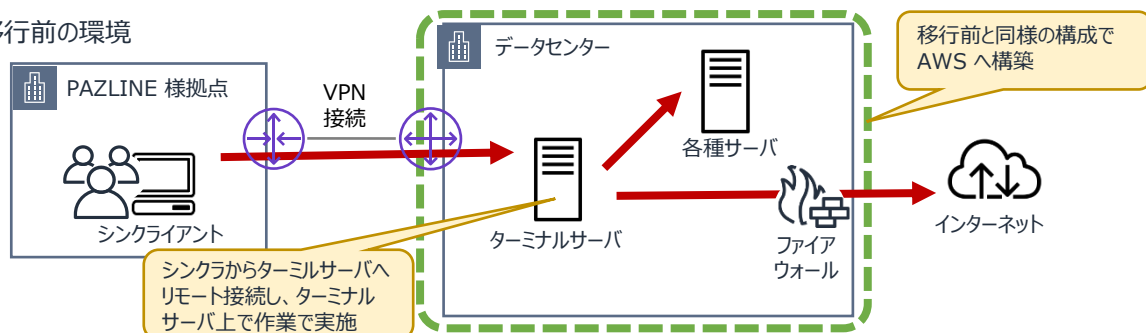 行前の環境
PAZLINE 様拠点
シンクライアント
VPN
接続
データセンター
各種サーバ
ターミナルサーバ
ファイア
ウォール
インターネット
移行前と同様の構成で
AWS へ構築
シンクラからターミルサーバへ
リモート接続し、ターミナル
サーバ上で作業で実施